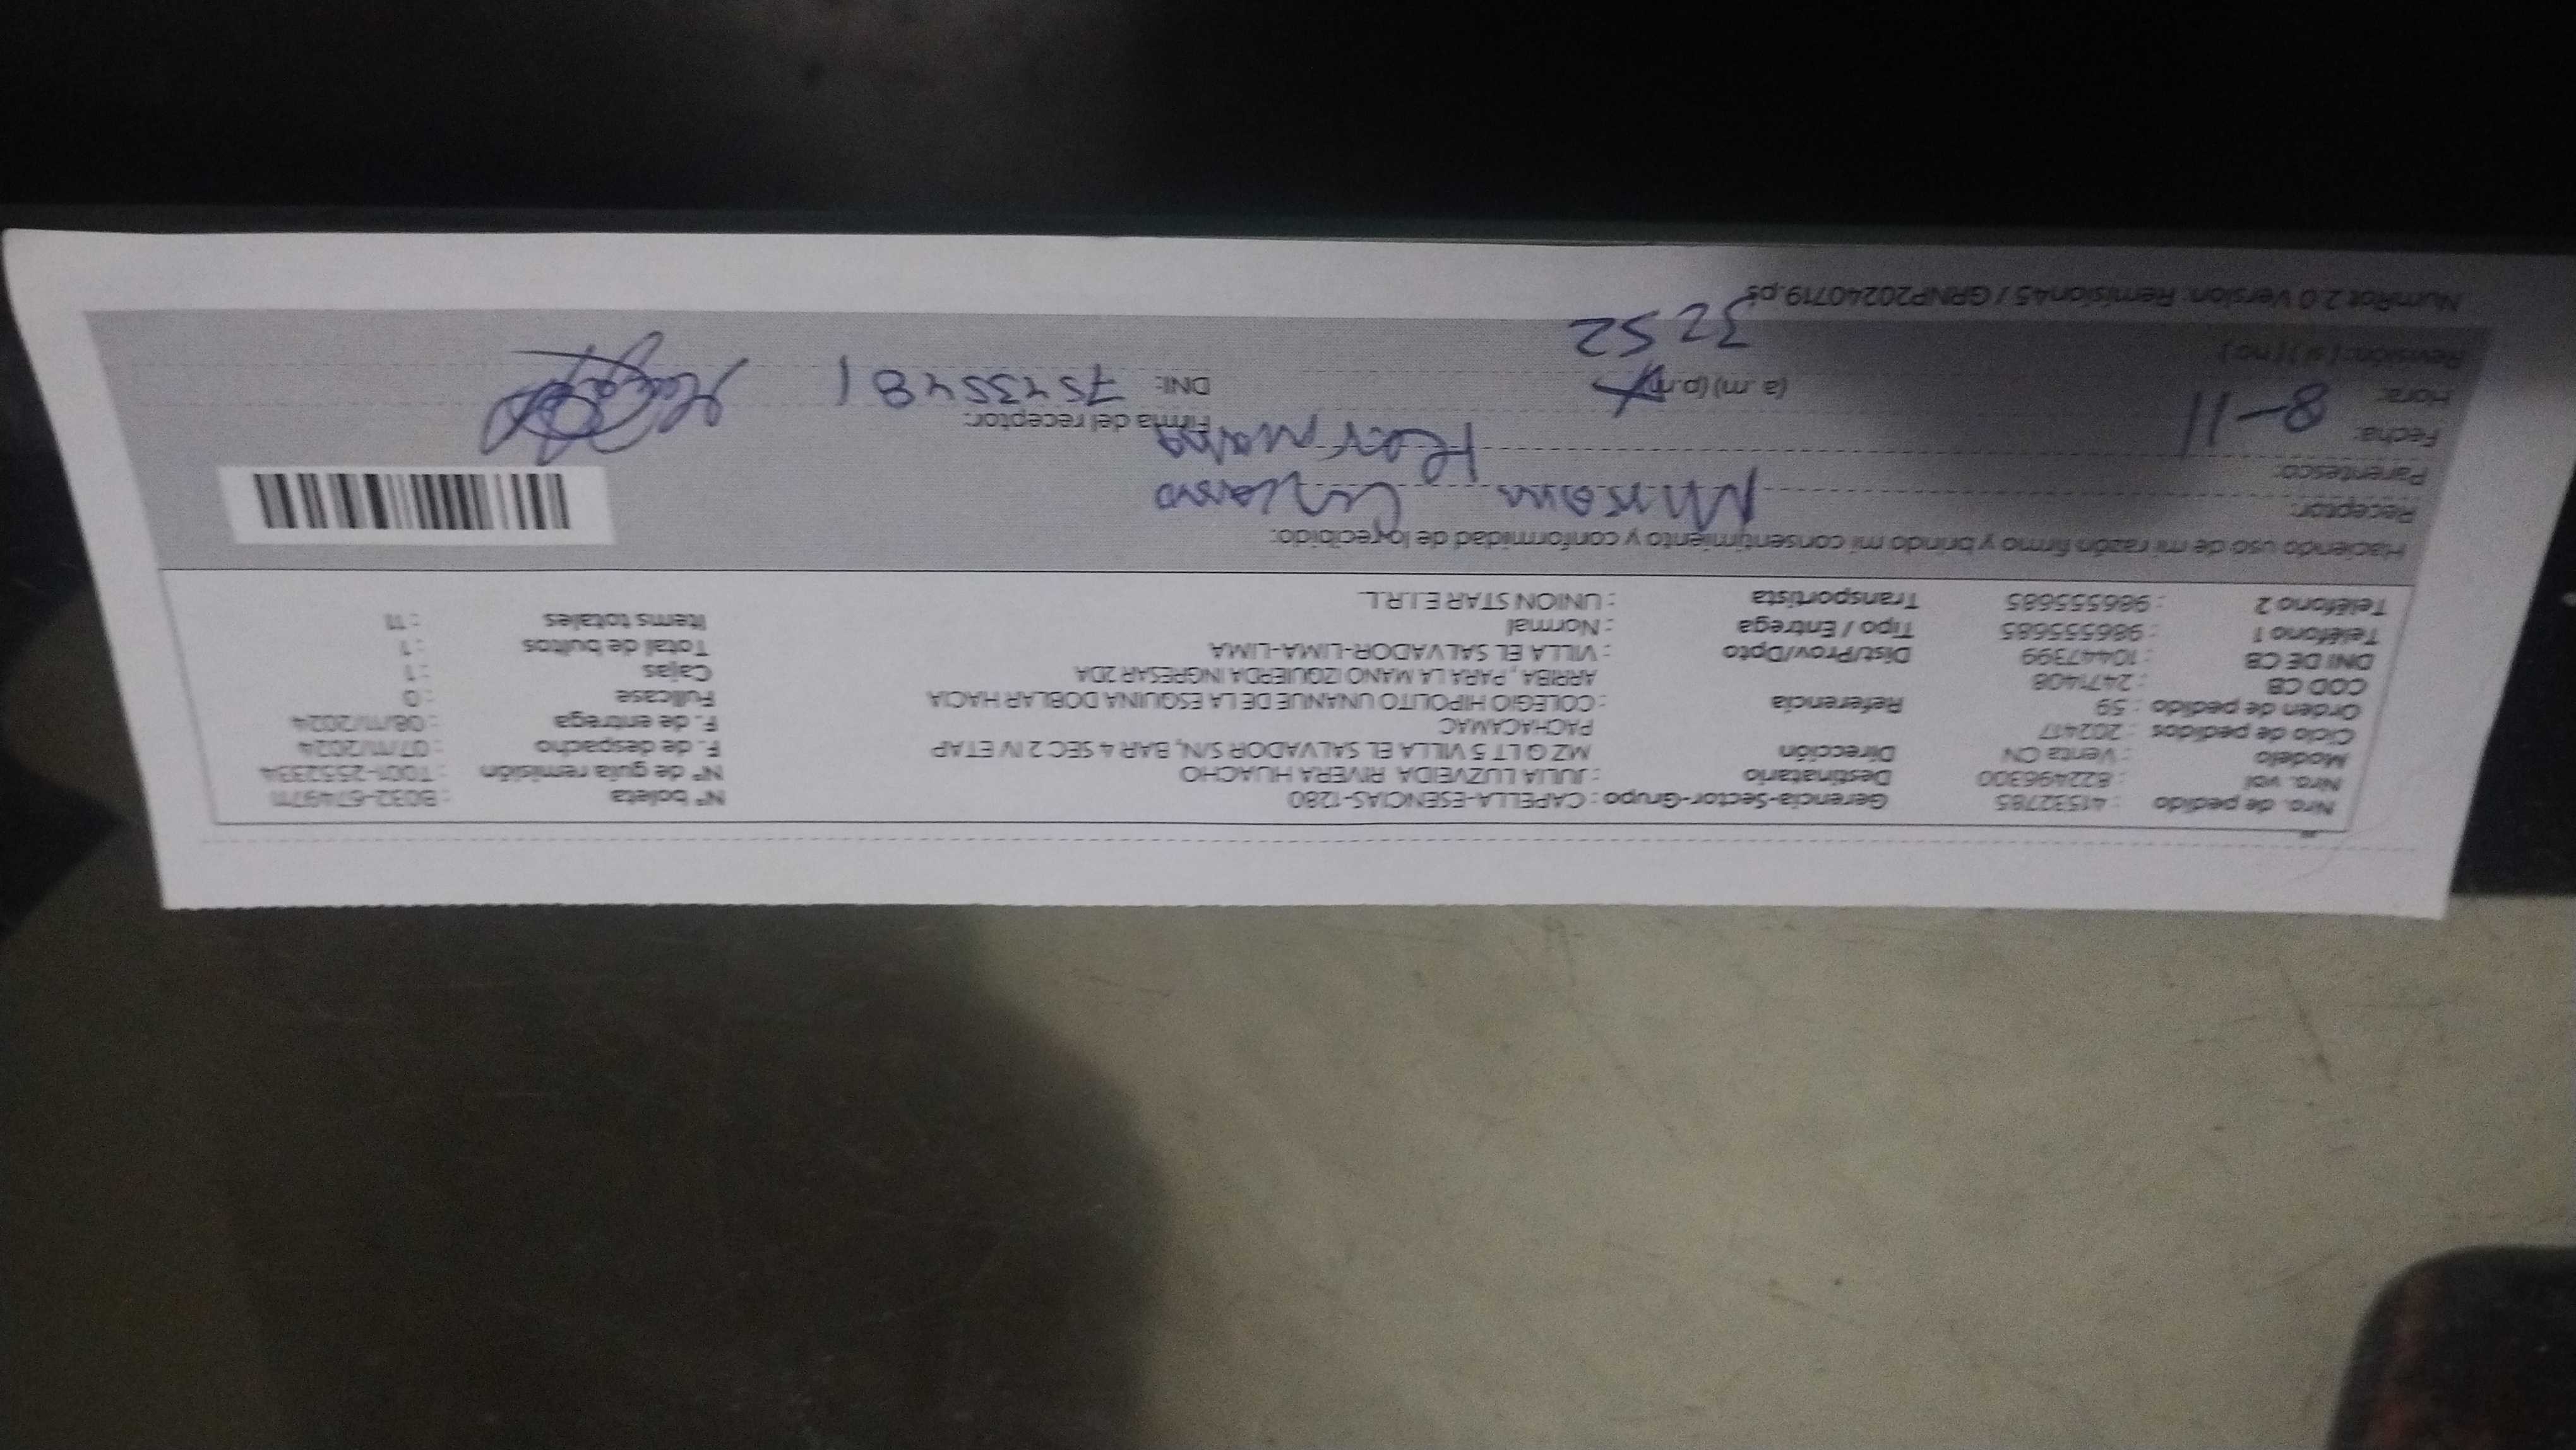 Nro. de pedido : 41532785 Gerencia-Sector-Grupo : CAPELLA-ESENCIAS-1280 N° boleta : B032-6749711
Nro. vol : 822496300 Destinatario : JULIA LUZVEIDA RIVERA HUACHO N° de guía remisión : T001-2552334
Modelo : Venta CN Dirección MZ Q LT 5 VILLA EL SALVADOR S/N, BAR 4 SEC 2 IV ETAP F. de despacho : 07/11/2024
Ciclo de pedidos : 202417 PACHACAMAC F. de entrega : 08/11/2024
Orden de pedido : 59 Referencia : COLEGIO HIPOLITO UNANUE DE LA ESQUINA DOBLAR HACIA Fullcase : 0
COD CB : 2471408 ARRIBA , PARA LA MANO IZQUIERDA INGRESAR 2DA Cajas : 1
DNI DE CB : 10447399 Dist/Prov/Dpto : VILLA EL SALVADOR-LIMA-LIMA Total de bultos : 1
Teléfono 1 : 986555685 Tipo / Entrega : Normal Items totales : 11
Teléfono 2 : 986555685 Transportista : UNION STAR E.I.R.L.
Haciendo uso de mi razón firmo y brindo mi consentimiento y conformidad de lo recibido:
Receptor:
Parentesco: Hermana
Fecha: 8-11 Firma del receptor:
Hora: (a. m) (p. m) DNI: 75435481
Revisión: ( si ) ( no ) 3252
NumRot 2.0 Version: Remision45 / GRNP20240719.ps